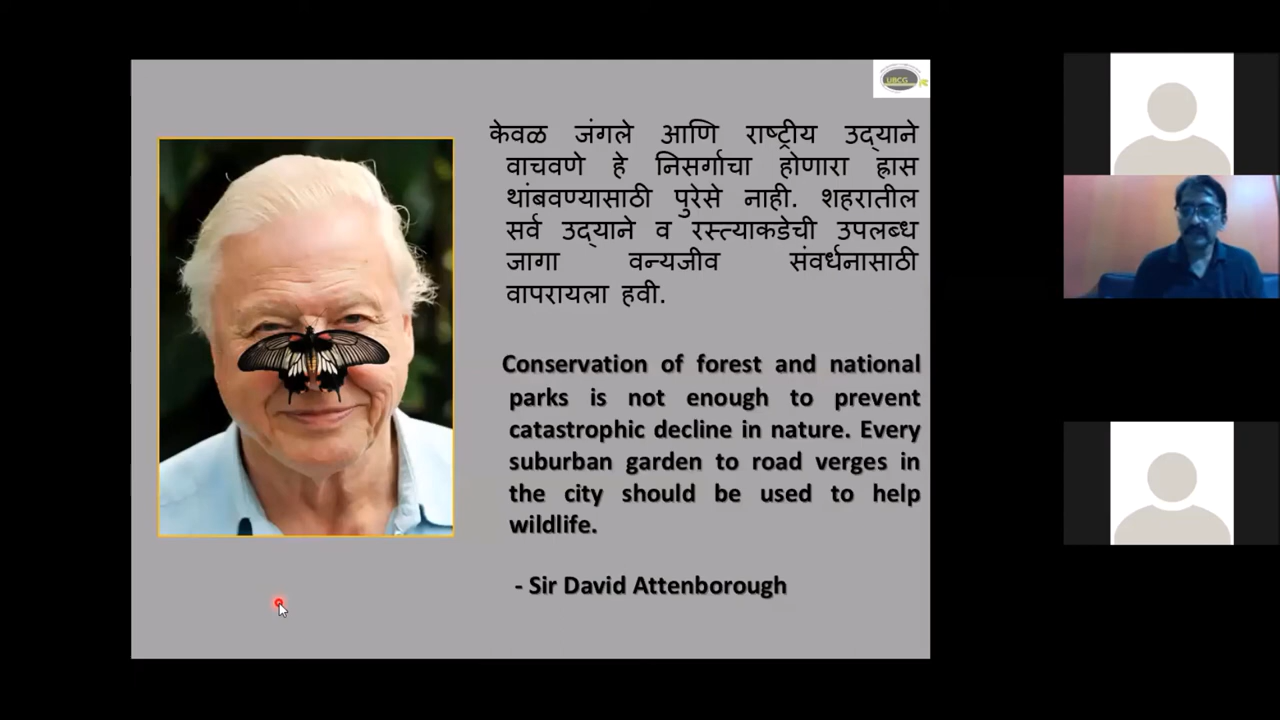 UBCG
केवळ जंगले आणि राष्ट्रीय उद्याने
वाचवणे हे निसर्गाचा होणारा ह्रास
थांबवण्यासाठी पुरेसे नाही. शहरातील
सर्व उद्याने व रस्त्याकडेची उपलब्ध
जागा वन्यजीव संवर्धनासाठी
वापरायला हवी.
Conservation of forest and national
parks is not enough to prevent
catastrophic decline in nature. Every
suburban garden to road verges in
the city should be used to help
wildlife.
- Sir David Attenborough